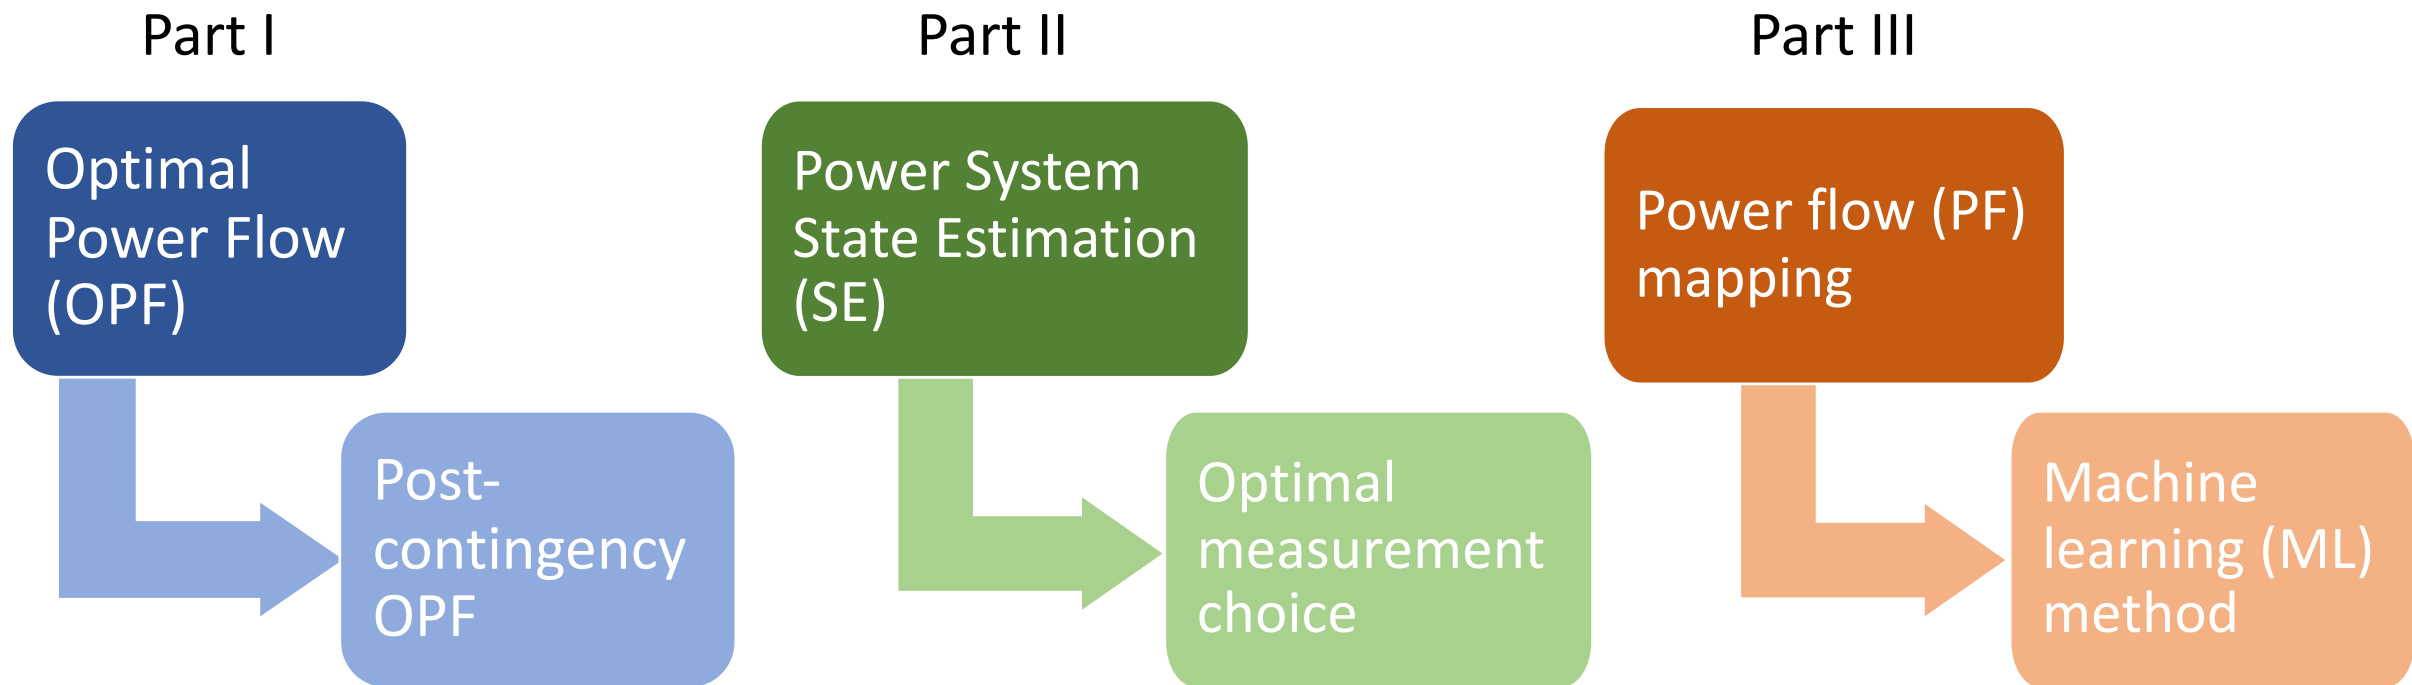 Part I
Part II
Part III
Optimal
Power Flow
(OPF)
Post-
contingency
OPF
Power System
State Estimation
(SE)
Optimal
measurement
choice
Power flow (PF)
mapping
Machine
learning (ML)
method